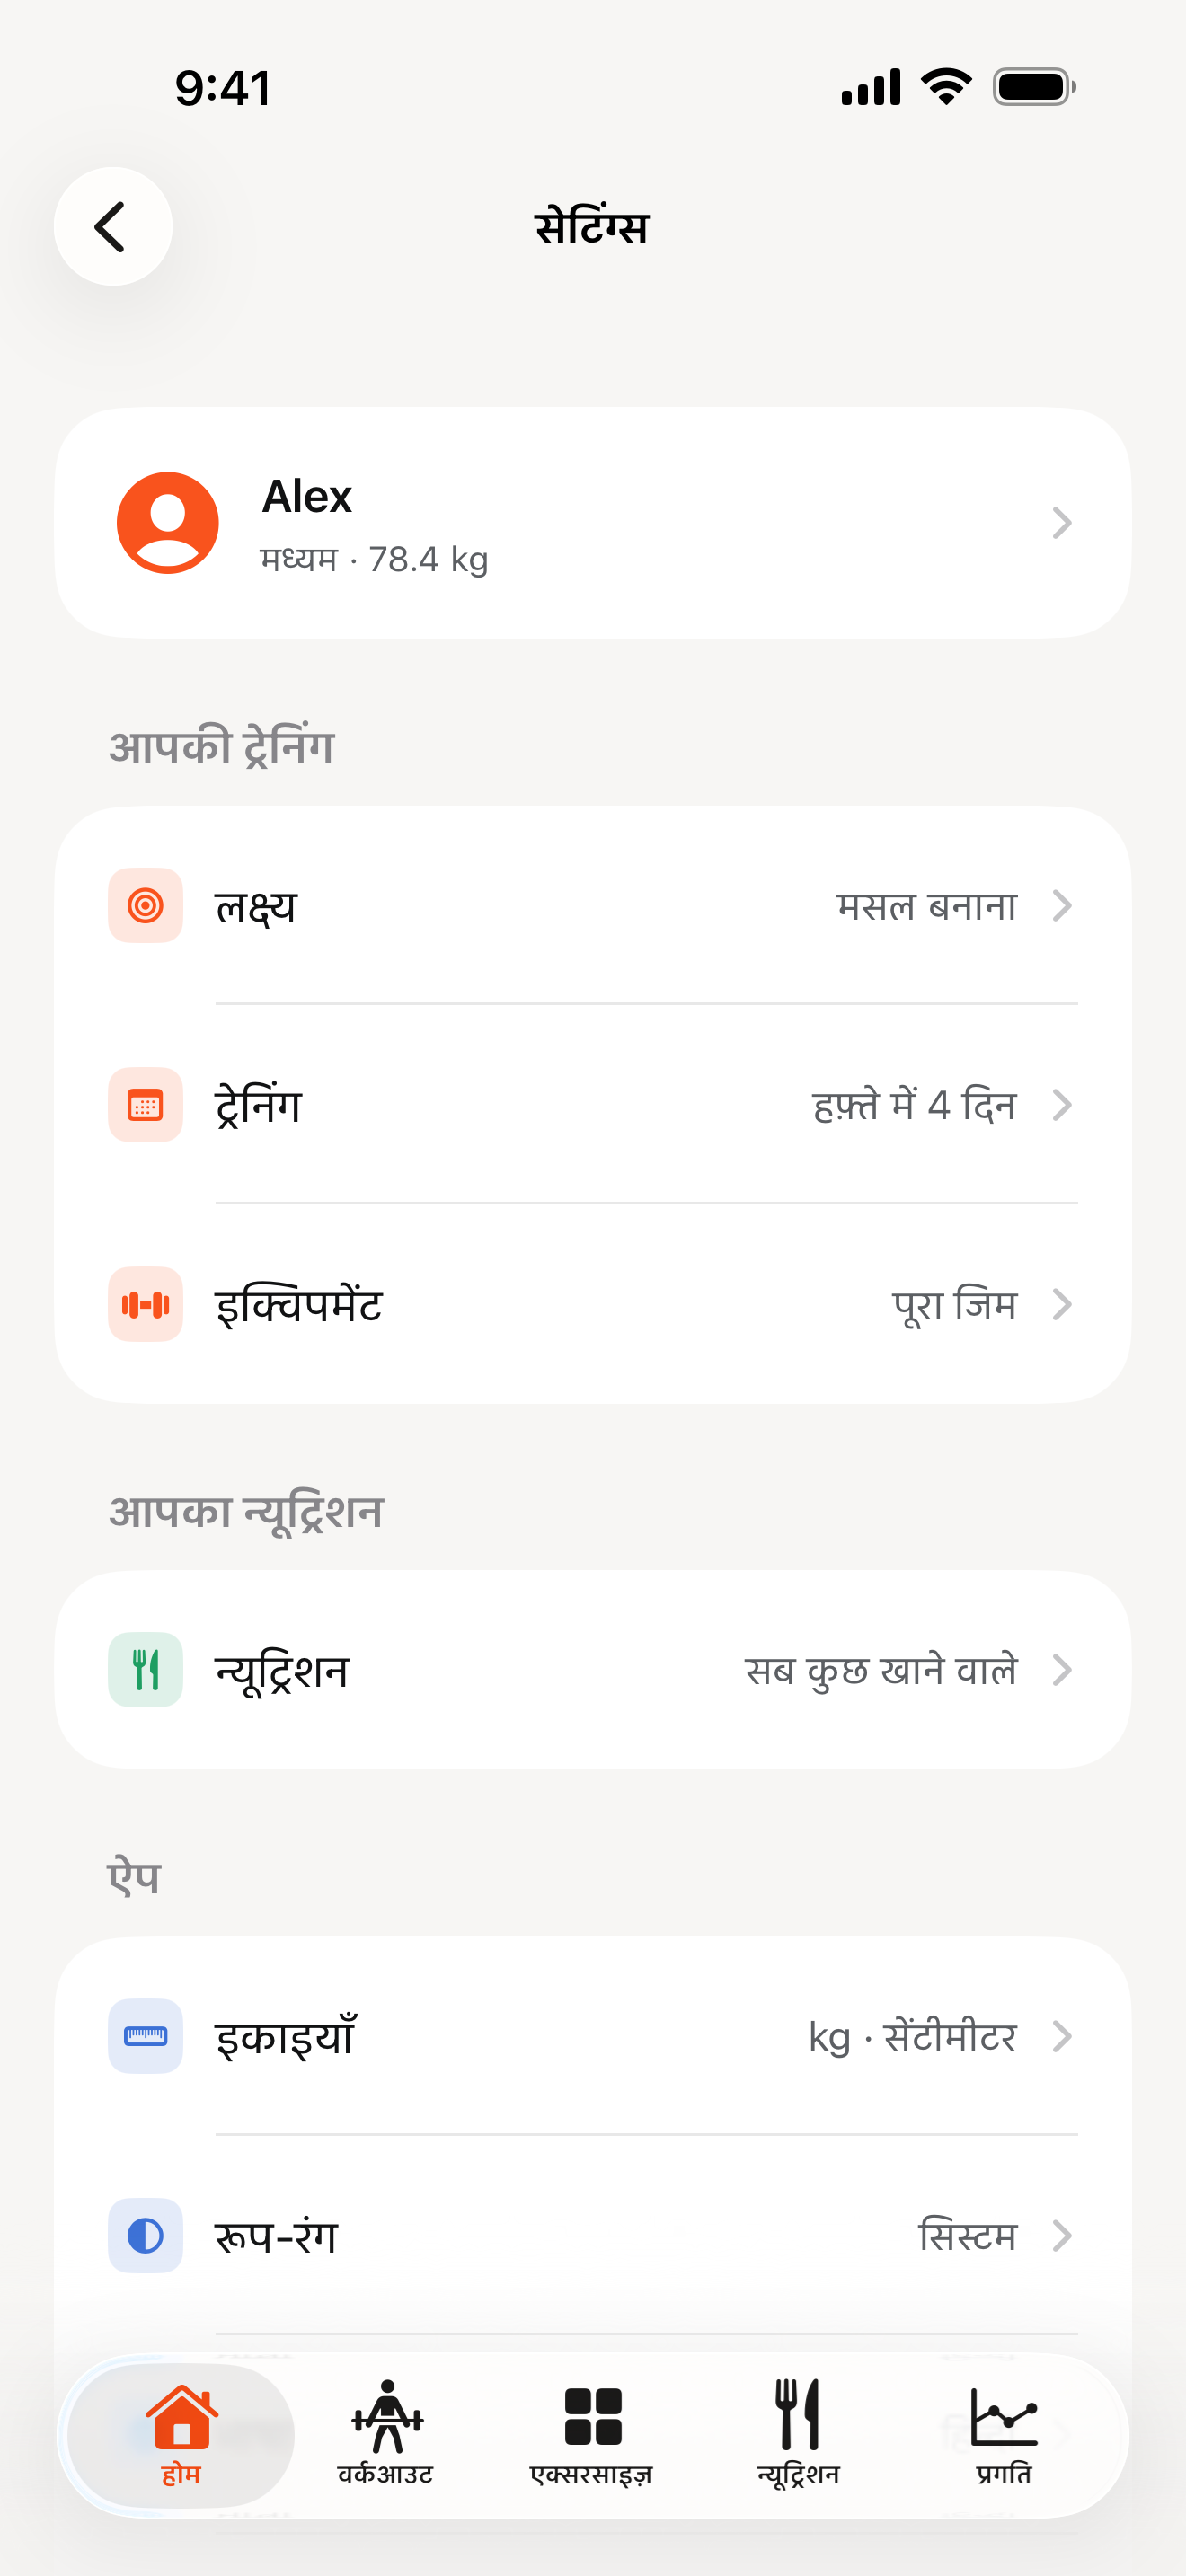 9:41
सेटिंग्स
Alex
मध्यम · 78.4 kg
आपकी ट्रेनिंग
लक्ष्य मसल बनाना
ट्रेनिंग हफ़्ते में 4 दिन
इक्विपमेंट पूरा जिम
आपका न्यूट्रिशन
न्यूट्रिशन सब कुछ खाने वाले
ऐप
इकाइयाँ kg · सेंटीमीटर
रूप-रंग सिस्टम
होम वर्कआउट एक्सरसाइज़ न्यूट्रिशन प्रगति